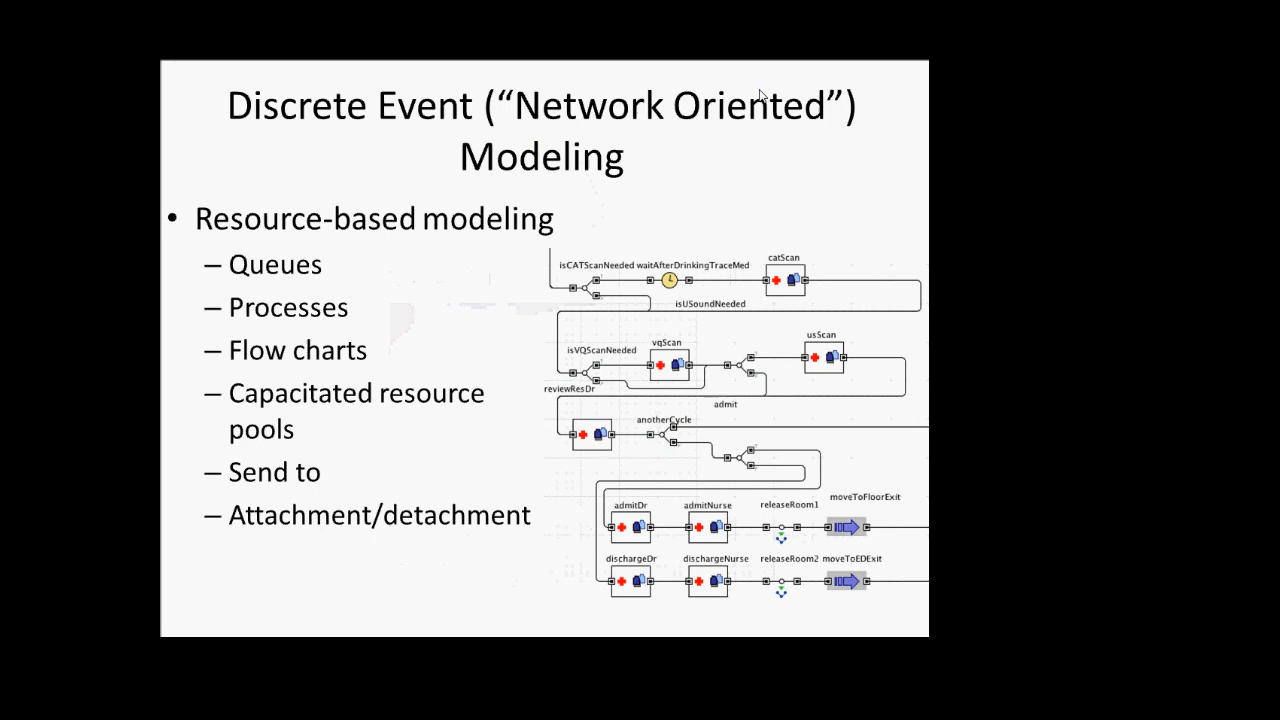 Discrete Event (“Network Oriented”)
Modeling
• Resource-based modeling
– Queues
– Processes
– Flow charts
– Capacitated resource
pools
– Send to
– Attachment/detachment
catScan
isCATScanNeeded waitAfterDrinkingTraceMed
isUSoundNeeded
usScan
vqScan
isVQScanNeeded
reviewResDr
admit
anotherCycle
moveToFloorExit
admitDr admitNurse releaseRoom1
dischargeDr dischargeNurse releaseRoom2 moveToEDExit